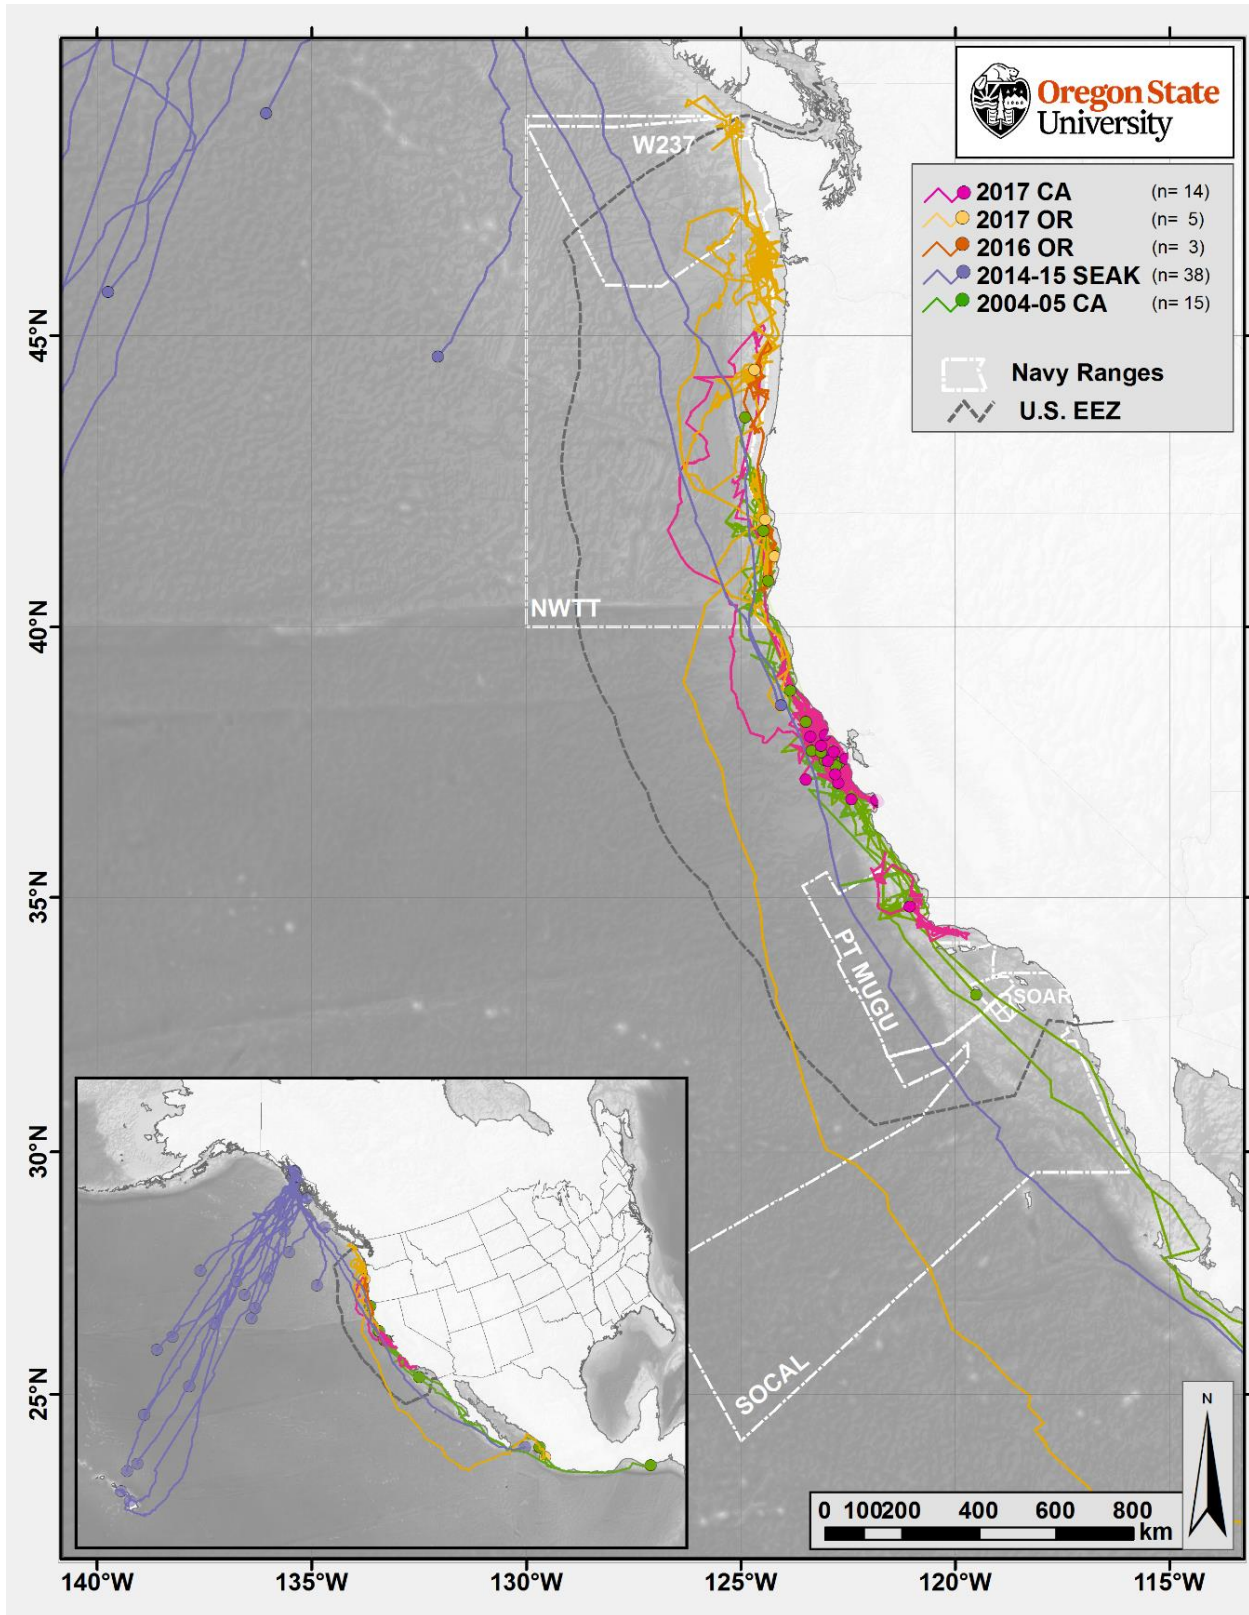 Oregon State
University
2017 CA (n= 14)
2017 OR (n= 5)
2016 OR (n= 3)
2014-15 SEAK (n= 38)
2004-05 CA (n= 15)
Navy Ranges
U.S. EEZ
W237
45°N
NWTT
40°N
35°N
PT MUGU
SOAR
30°N
25°N
SOCAL
N
0 100 200 400 600 800
km
140°W 135°W 130°W 125°W 120°W 115°W